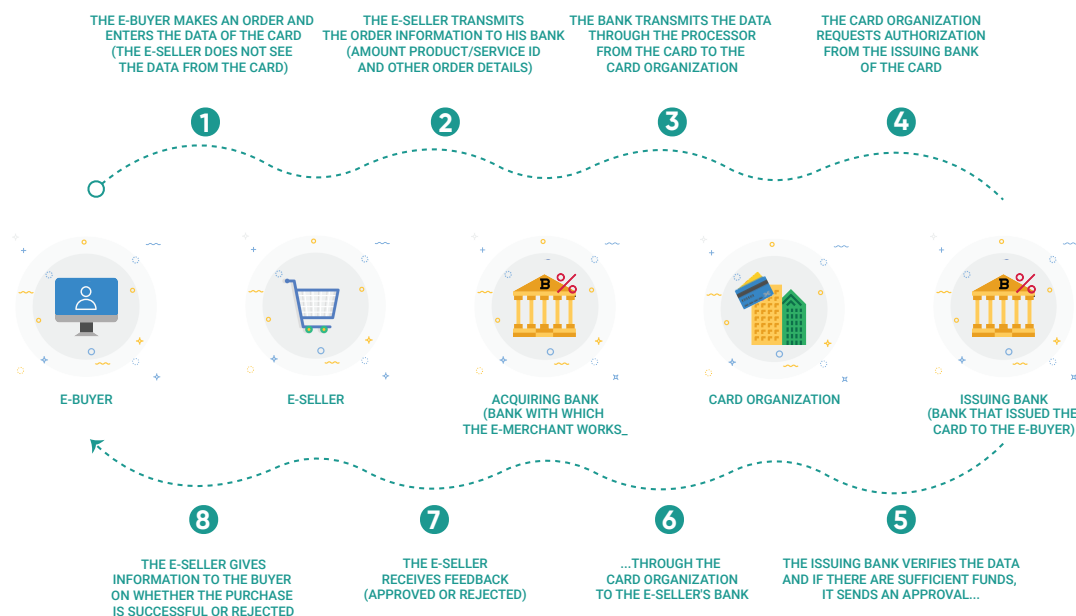 THE E-BUYER MAKES AN ORDER AND
ENTERS THE DATA OF THE CARD
(THE E-SELLER DOES NOT SEE
THE DATA FROM THE CARD)
THE E-SELLER TRANSMITS
THE ORDER INFORMATION TO HIS BANK
(AMOUNT PRODUCT/SERVICE ID
AND OTHER ORDER DETAILS)
THE BANK TRANSMITS THE DATA
THROUGH THE PROCESSOR
FROM THE CARD TO THE
CARD ORGANIZATION
THE CARD ORGANIZATION
REQUESTS AUTHORIZATION
FROM THE ISSUING BANK
OF THE CARD
1
2
3
4
B
%
B
%
E-BUYER
E-SELLER
ACQUIRING BANK
(BANK WITH WHICH
THE E-MERCHANT WORKS_
CARD ORGANIZATION
ISSUING BANK
(BANK THAT ISSUED THE
CARD TO THE E-BUYER)
8
7
6
5
THE E-SELLER GIVES
INFORMATION TO THE BUYER
ON WHETHER THE PURCHASE
IS SUCCESSFUL OR REJECTED
THE E-SELLER
RECEIVES FEEDBACK
(APPROVED OR REJECTED)
...THROUGH THE
CARD ORGANIZATION
TO THE E-SELLER'S BANK
THE ISSUING BANK VERIFIES THE DATA
AND IF THERE ARE SUFFICIENT FUNDS,
IT SENDS AN APPROVAL...